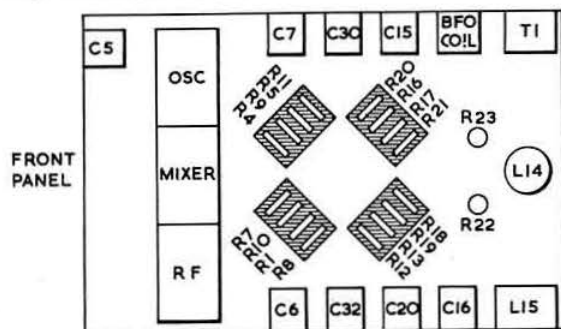 C5
C7
C30
C15
BFO
COIL
T1
OSC
MIXER
RF
FRONT
PANEL
R11
R5
R9
R4
R20
R16
R17
R21
R23
L14
R22
R7
R10
R1
R8
R18
R19
R13
R12
C6
C32
C20
C16
L15